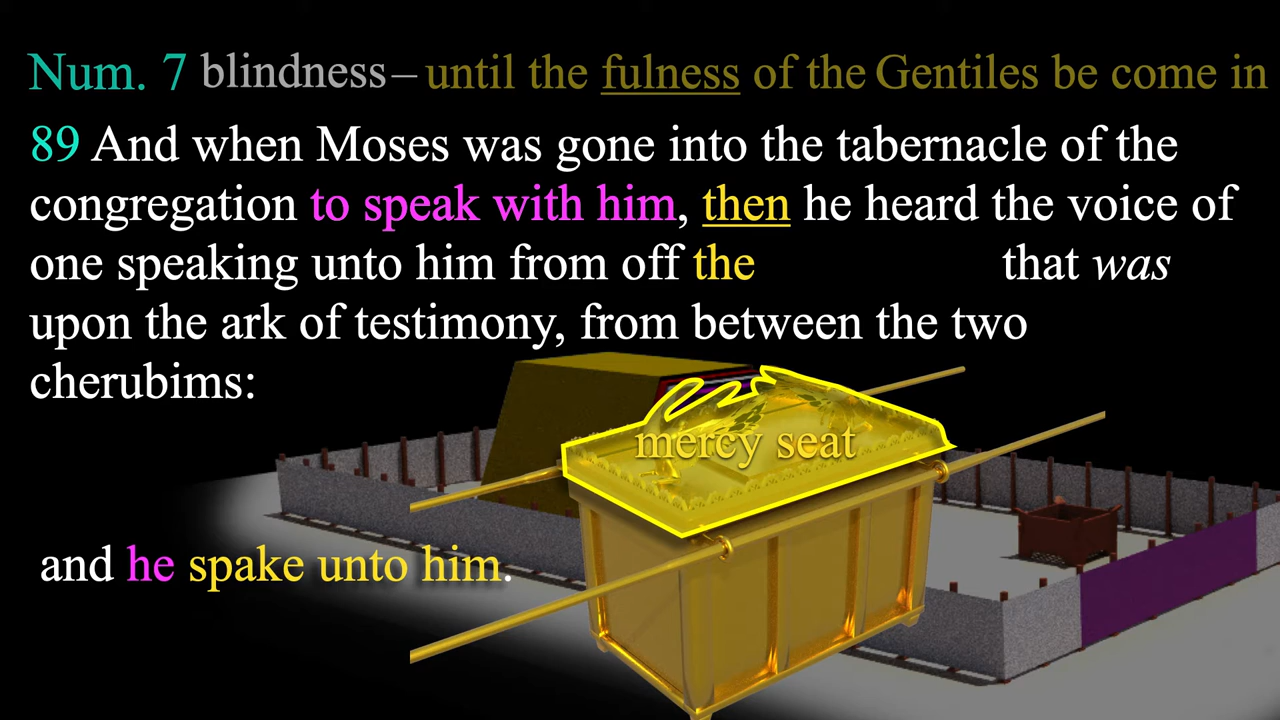 Num. 7 blindness – until the fulness of the Gentiles be come in
89 And when Moses was gone into the tabernacle of the
congregation to speak with him, then he heard the voice of
one speaking unto him from off the that was
upon the ark of testimony, from between the two
cherubims:
mercy seat
and he spake unto him.